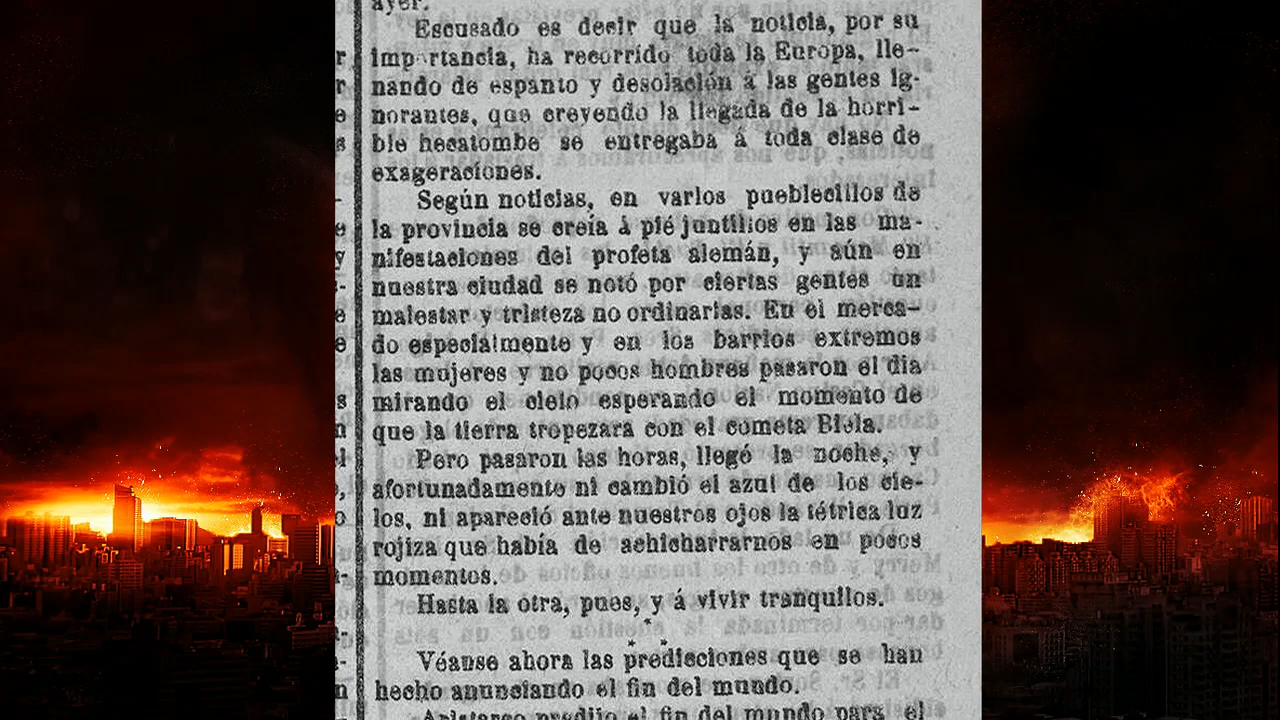 ayer.
Escusado es decir que la noticia, por su
importancia, ha recorrido toda la Europa, lle-
nando de espanto y desolación á las gentes ig-
norantes, que creyendo la llegada de la horri-
ble hecatombe se entregaba á toda clase de
exageraciones.
Según noticias, en varios pueblecillos de
la provincia se creía á pié juntillos en las ma-
nifestaciones del profeta alemán, y aún en
nuestra ciudad se notó por ciertas gentes un
malestar y tristeza no ordinarias. En el merca-
do especialmente y en los barrios extremos
las mujeres y no pocos hombres pasaron el dia
mirando el cielo esperando el momento de
que la tierra tropezara con el cometa Biela.
Pero pasaron las horas, llegó la noche, y
afortunadamente ni cambió el azul de los cie-
los, ni apareció ante nuestros ojos la tétrica luz
rojiza que había de achicharrarnos en pocos
momentos.
Hasta la otra, pues, y á vivir tranquilos.
* * *
Véanse ahora las predicciones que se han
hecho anunciando el fin del mundo.
Aristarco predijo el fin del mundo para el